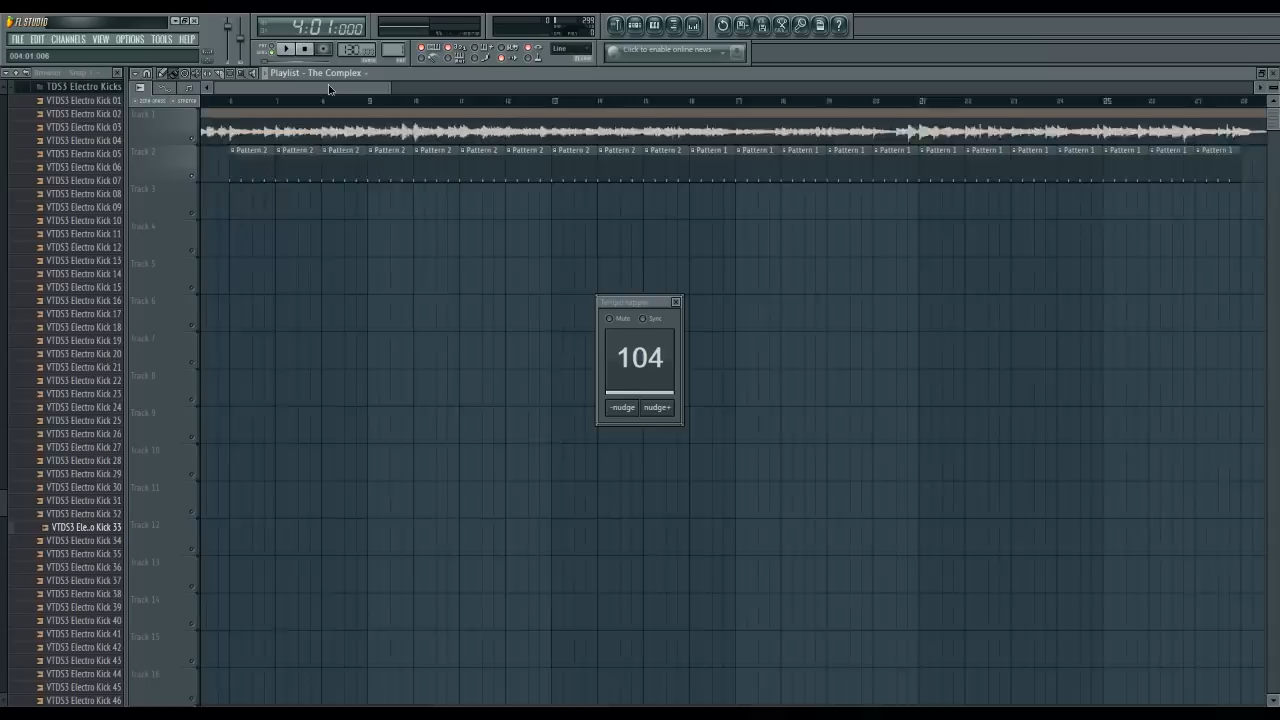 FL STUDIO
4:01:000
FILE EDIT CHANNELS VIEW OPTIONS TOOLS HELP
004:01.006
130.000
Line
Click to enable online news
Playlist - The Complex
TDS3 Electro Kicks
VTDS3 Electro Kick 01
VTDS3 Electro Kick 02
VTDS3 Electro Kick 03
VTDS3 Electro Kick 04
VTDS3 Electro Kick 05
VTDS3 Electro Kick 06
VTDS3 Electro Kick 07
VTDS3 Electro Kick 08
VTDS3 Electro Kick 09
VTDS3 Electro Kick 10
VTDS3 Electro Kick 11
VTDS3 Electro Kick 12
VTDS3 Electro Kick 13
VTDS3 Electro Kick 14
VTDS3 Electro Kick 15
VTDS3 Electro Kick 16
VTDS3 Electro Kick 17
VTDS3 Electro Kick 18
VTDS3 Electro Kick 19
VTDS3 Electro Kick 20
VTDS3 Electro Kick 21
VTDS3 Electro Kick 22
VTDS3 Electro Kick 23
VTDS3 Electro Kick 24
VTDS3 Electro Kick 25
VTDS3 Electro Kick 26
VTDS3 Electro Kick 27
VTDS3 Electro Kick 28
VTDS3 Electro Kick 29
VTDS3 Electro Kick 30
VTDS3 Electro Kick 31
VTDS3 Electro Kick 32
VTDS3 Ele..o Kick 33
VTDS3 Electro Kick 34
VTDS3 Electro Kick 35
VTDS3 Electro Kick 36
VTDS3 Electro Kick 37
VTDS3 Electro Kick 38
VTDS3 Electro Kick 39
VTDS3 Electro Kick 40
VTDS3 Electro Kick 41
VTDS3 Electro Kick 42
VTDS3 Electro Kick 43
VTDS3 Electro Kick 44
VTDS3 Electro Kick 45
VTDS3 Electro Kick 46
Track 1
Track 2
Pattern 2 Pattern 2 Pattern 2 Pattern 2 Pattern 2 Pattern 2 Pattern 2 Pattern 2 Pattern 2 Pattern 2 Pattern 1 Pattern 1 Pattern 1 Pattern 1 Pattern 1 Pattern 1 Pattern 1 Pattern 1 Pattern 1 Pattern 1 Pattern 1 Pattern 1
Track 3
Track 4
Track 5
Track 6
Track 7
Track 8
Track 9
Track 10
Track 11
Track 12
Track 13
Track 14
Track 15
Track 16
Mute Sync
104
-nudge nudge+